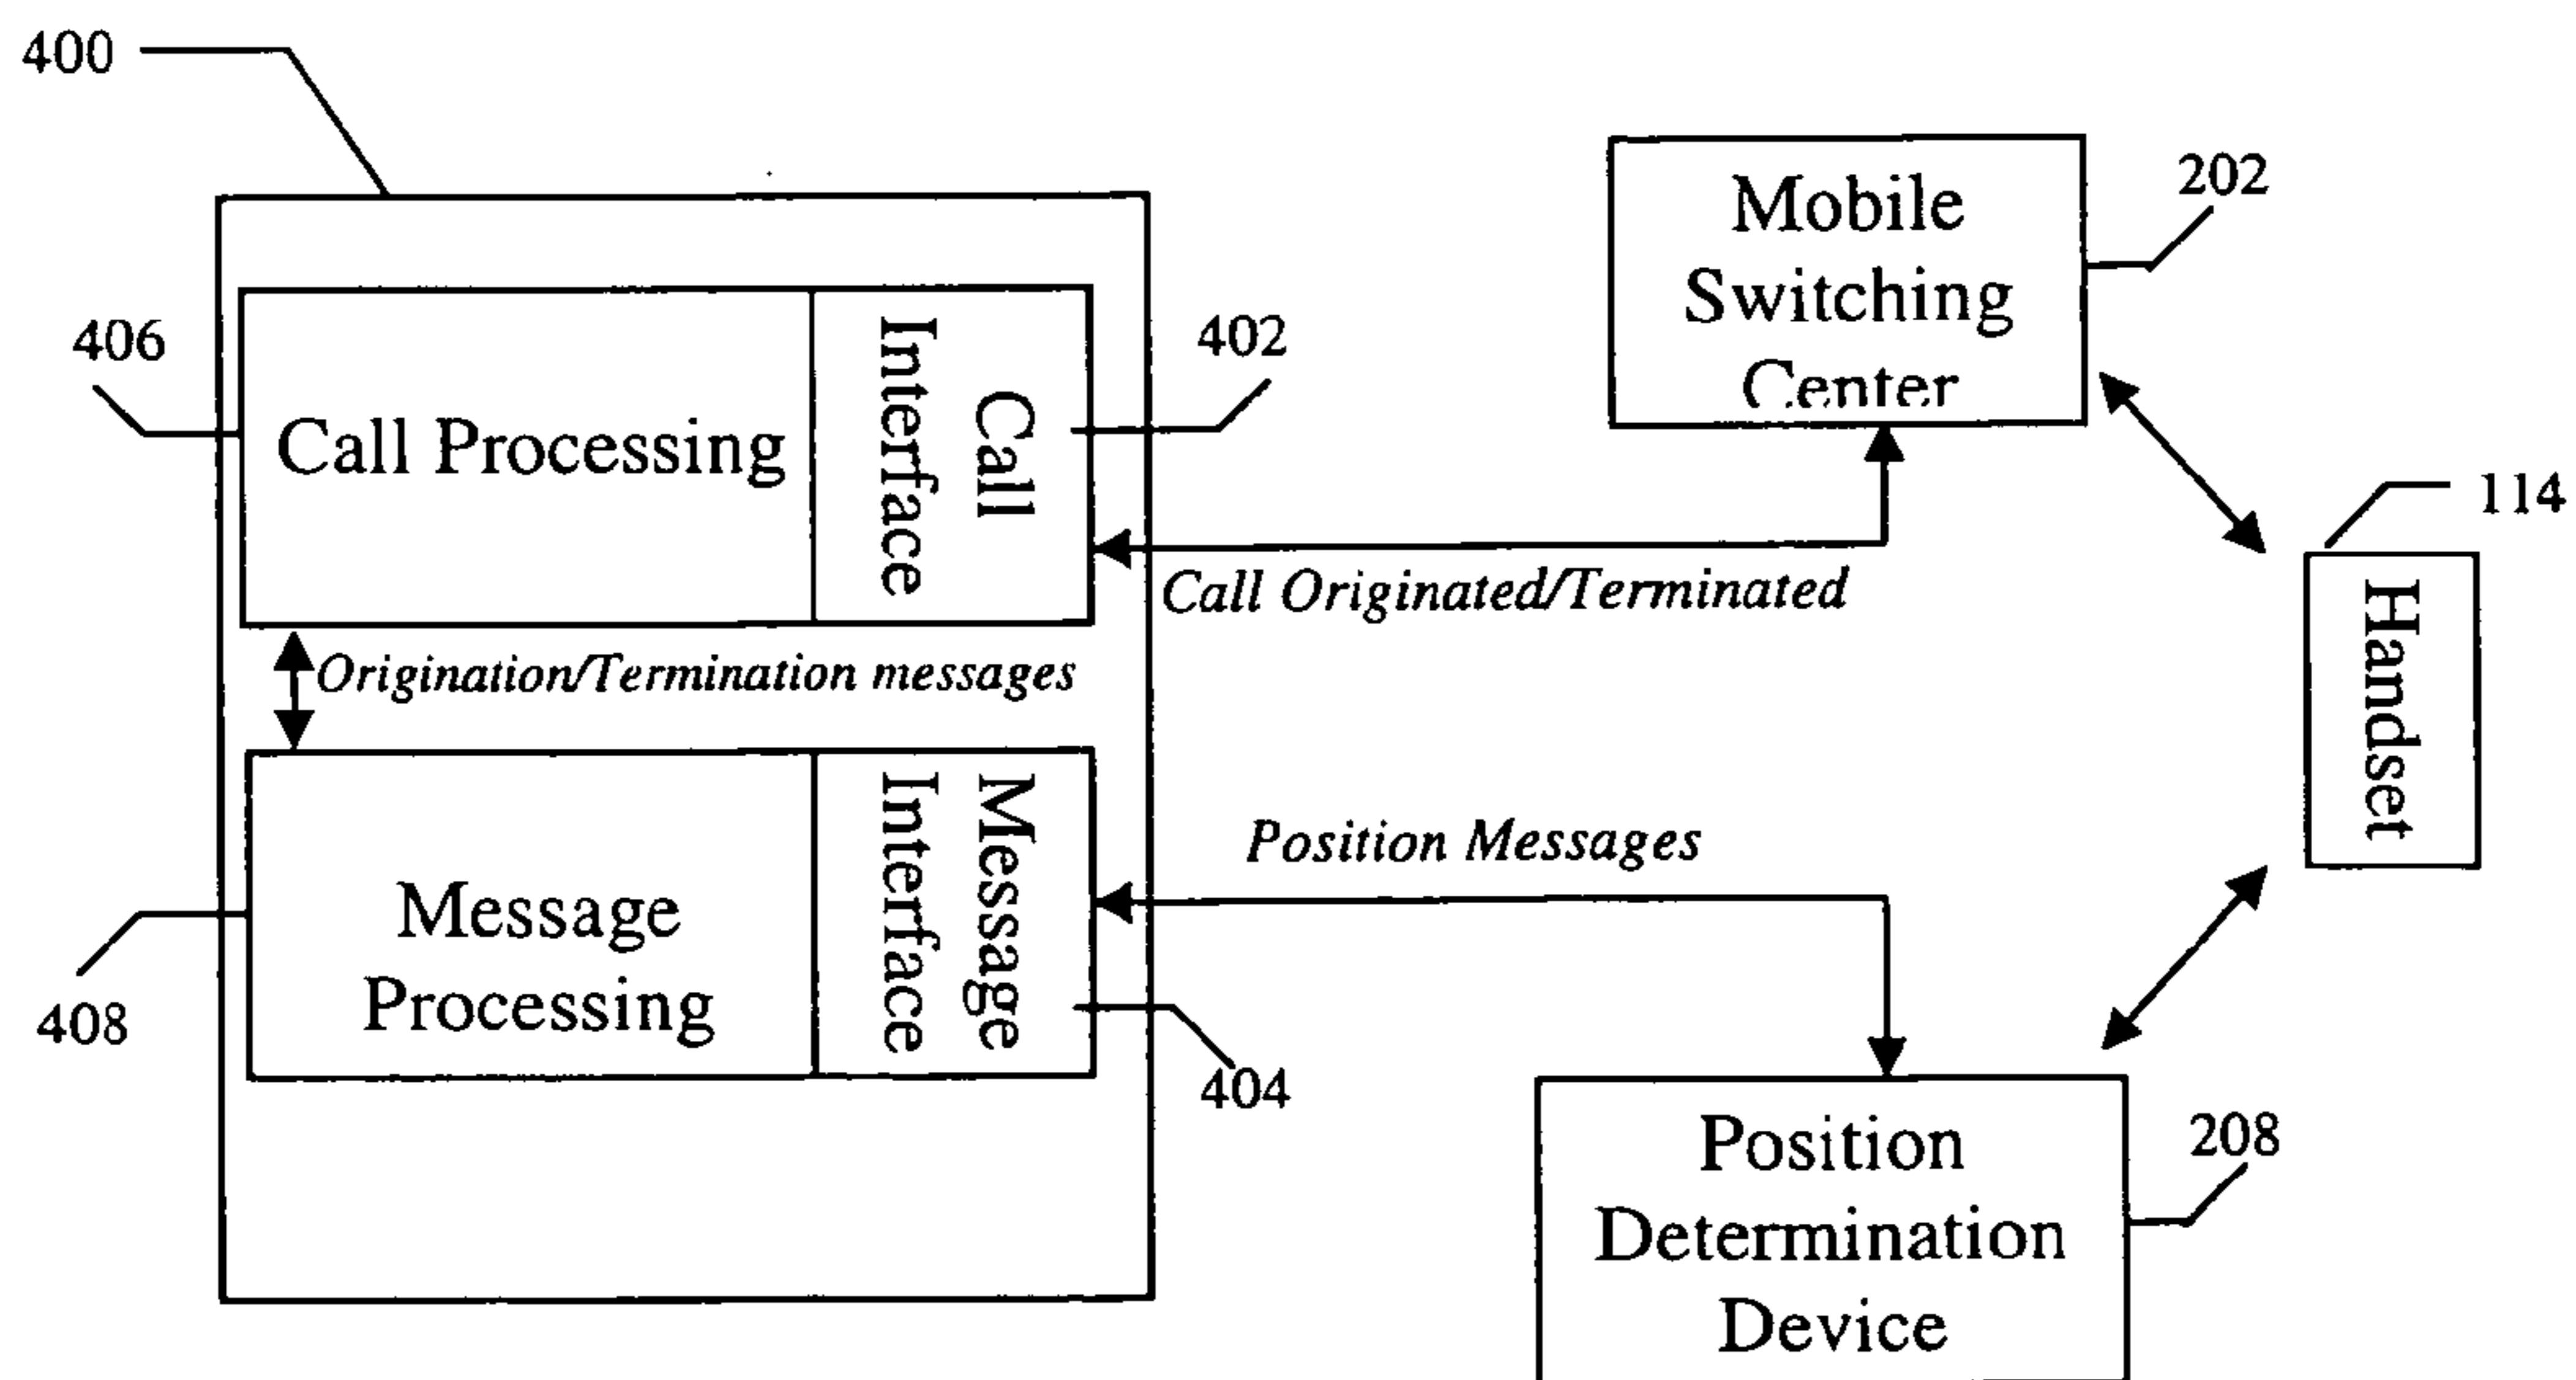 400
Mobile
Switching
Center
202
406
Call Processing
Call
Interface
402
114
Handset
Call Originated/Terminated
Origination/Termination messages
Message
Processing
Message
Interface
Position Messages
408
404
Position
Determination
Device
208